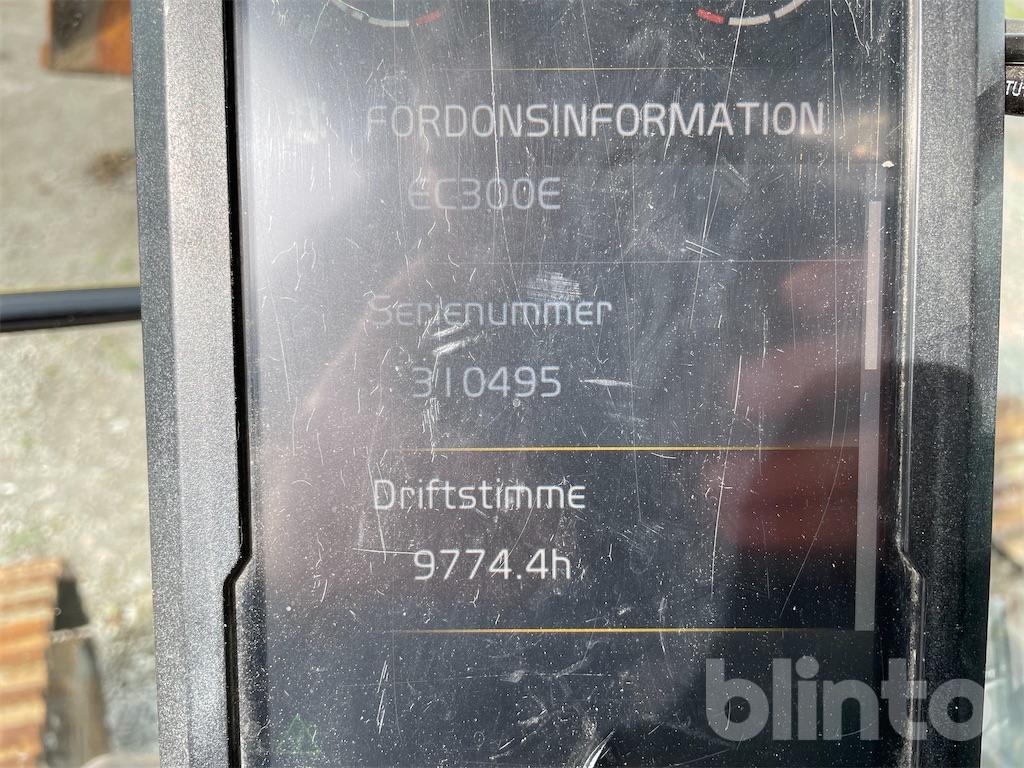 FORDONSINFORMATION
EC300E
Serienummer
310495
Driftstimme
9774.4h
blinto